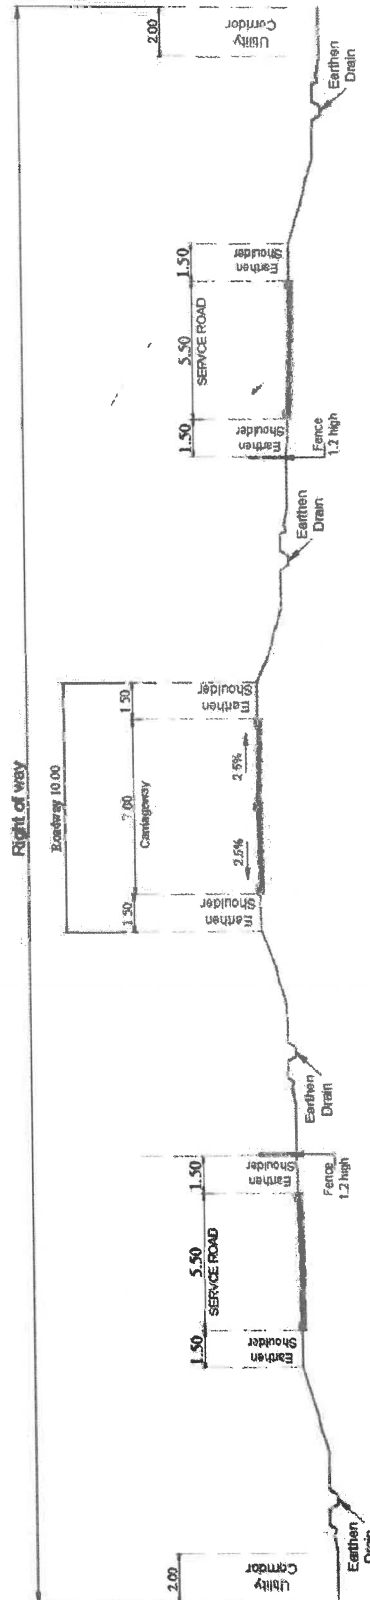 Right of way
Roadway 10.00
1.50
7.00
1.50
Carriageway
2.00
Utility
Corridor
1.50
5.50
1.50
SERVICE ROAD
Earthen
Shoulder
Earthen
Shoulder
Earthen
Shoulder
2.5%
2.5%
Earthen
Shoulder
1.50
5.50
1.50
SERVICE ROAD
Earthen
Shoulder
Earthen
Shoulder
2.00
Utility
Corridor
Earthen
Drain
Fence
1.2 high
Earthen
Drain
Earthen
Drain
Fence
1.2 high
Earthen
Drain